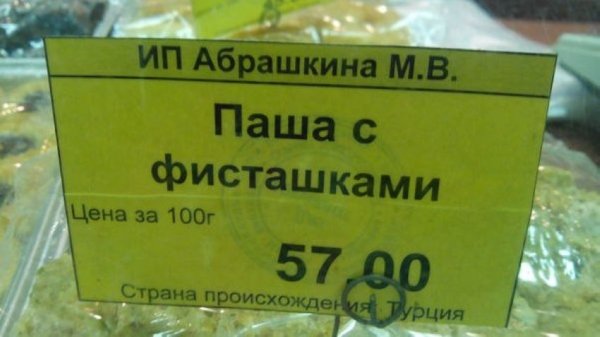 ИП Абрашкина М.В.
Паша с
фисташками
Цена за 100г
57,00
Страна происхождения: Турция